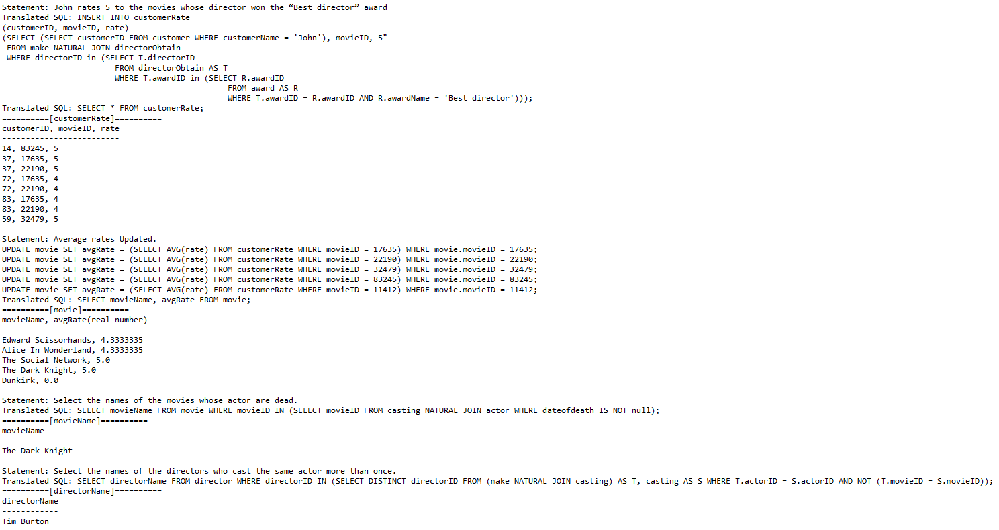 Statement: John rates 5 to the movies whose director won the “Best director” award
Translated SQL: INSERT INTO customerRate
(customerID, movieID, rate)
(SELECT (SELECT customerID FROM customer WHERE customerName = 'John'), movieID, 5"
 FROM make NATURAL JOIN directorObtain
 WHERE directorID in (SELECT T.directorID
                        FROM directorObtain AS T
                        WHERE T.awardID in (SELECT R.awardID
                                                FROM award AS R
                                                WHERE T.awardID = R.awardID AND R.awardName = 'Best director')));
Translated SQL: SELECT * FROM customerRate;
==========[customerRate]==========
customerID, movieID, rate
-------------------------
14, 83245, 5
37, 17635, 5
37, 22190, 5
72, 17635, 4
72, 22190, 4
83, 17635, 4
83, 22190, 4
59, 32479, 5

Statement: Average rates Updated.
UPDATE movie SET avgRate = (SELECT AVG(rate) FROM customerRate WHERE movieID = 17635) WHERE movie.movieID = 17635;
UPDATE movie SET avgRate = (SELECT AVG(rate) FROM customerRate WHERE movieID = 22190) WHERE movie.movieID = 22190;
UPDATE movie SET avgRate = (SELECT AVG(rate) FROM customerRate WHERE movieID = 32479) WHERE movie.movieID = 32479;
UPDATE movie SET avgRate = (SELECT AVG(rate) FROM customerRate WHERE movieID = 83245) WHERE movie.movieID = 83245;
UPDATE movie SET avgRate = (SELECT AVG(rate) FROM customerRate WHERE movieID = 11412) WHERE movie.movieID = 11412;
Translated SQL: SELECT movieName, avgRate FROM movie;
==========[movie]==========
movieName, avgRate(real number)
-------------------------------
Edward Scissorhands, 4.3333335
Alice In Wonderland, 4.3333335
The Social Network, 5.0
The Dark Knight, 5.0
Dunkirk, 0.0

Statement: Select the names of the movies whose actor are dead.
Translated SQL: SELECT movieName FROM movie WHERE movieID IN (SELECT movieID FROM casting NATURAL JOIN actor WHERE dateofdeath IS NOT null);
==========[movieName]==========
movieName
---------
The Dark Knight

Statement: Select the names of the directors who cast the same actor more than once.
Translated SQL: SELECT directorName FROM director WHERE directorID IN (SELECT DISTINCT directorID FROM (make NATURAL JOIN casting) AS T, casting AS S WHERE T.actorID = S.actorID AND NOT (T.movieID = S.movieID));
==========[directorName]==========
directorName
------------
Tim Burton